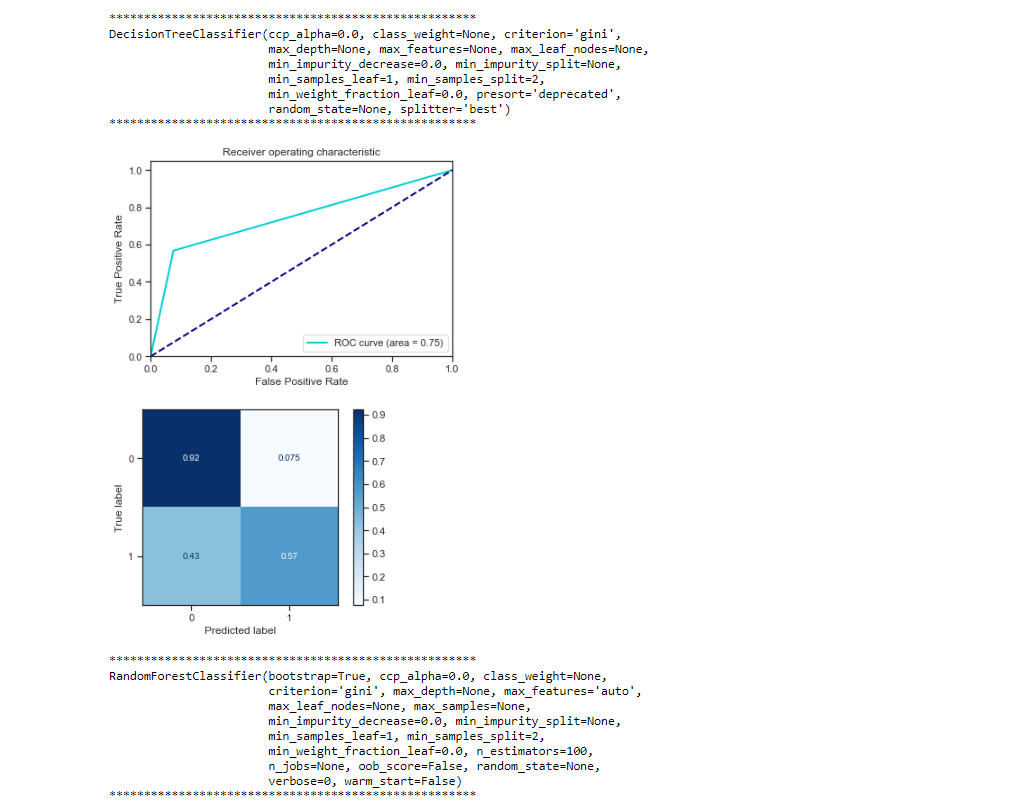 ****************************************************
DecisionTreeClassifier(ccp_alpha=0.0, class_weight=None, criterion='gini',
max_depth=None, max_features=None, max_leaf_nodes=None,
min_impurity_decrease=0.0, min_impurity_split=None,
min_samples_leaf=1, min_samples_split=2,
min_weight_fraction_leaf=0.0, presort='deprecated',
random_state=None, splitter='best')
****************************************************
Receiver operating characteristic
1.0
0.8
0.6
0.4
0.2
0.0
True Positive Rate
ROC curve (area = 0.75)
0.0 0.2 0.4 0.6 0.8 1.0
False Positive Rate
0.92 0.075
0.43 0.57
0
1
True label
0 1
Predicted label
0.9
0.8
0.7
0.6
0.5
0.4
0.3
0.2
0.1
****************************************************
RandomForestClassifier(bootstrap=True, ccp_alpha=0.0, class_weight=None,
criterion='gini', max_depth=None, max_features='auto',
max_leaf_nodes=None, max_samples=None,
min_impurity_decrease=0.0, min_impurity_split=None,
min_samples_leaf=1, min_samples_split=2,
min_weight_fraction_leaf=0.0, n_estimators=100,
n_jobs=None, oob_score=False, random_state=None,
verbose=0, warm_start=False)
****************************************************